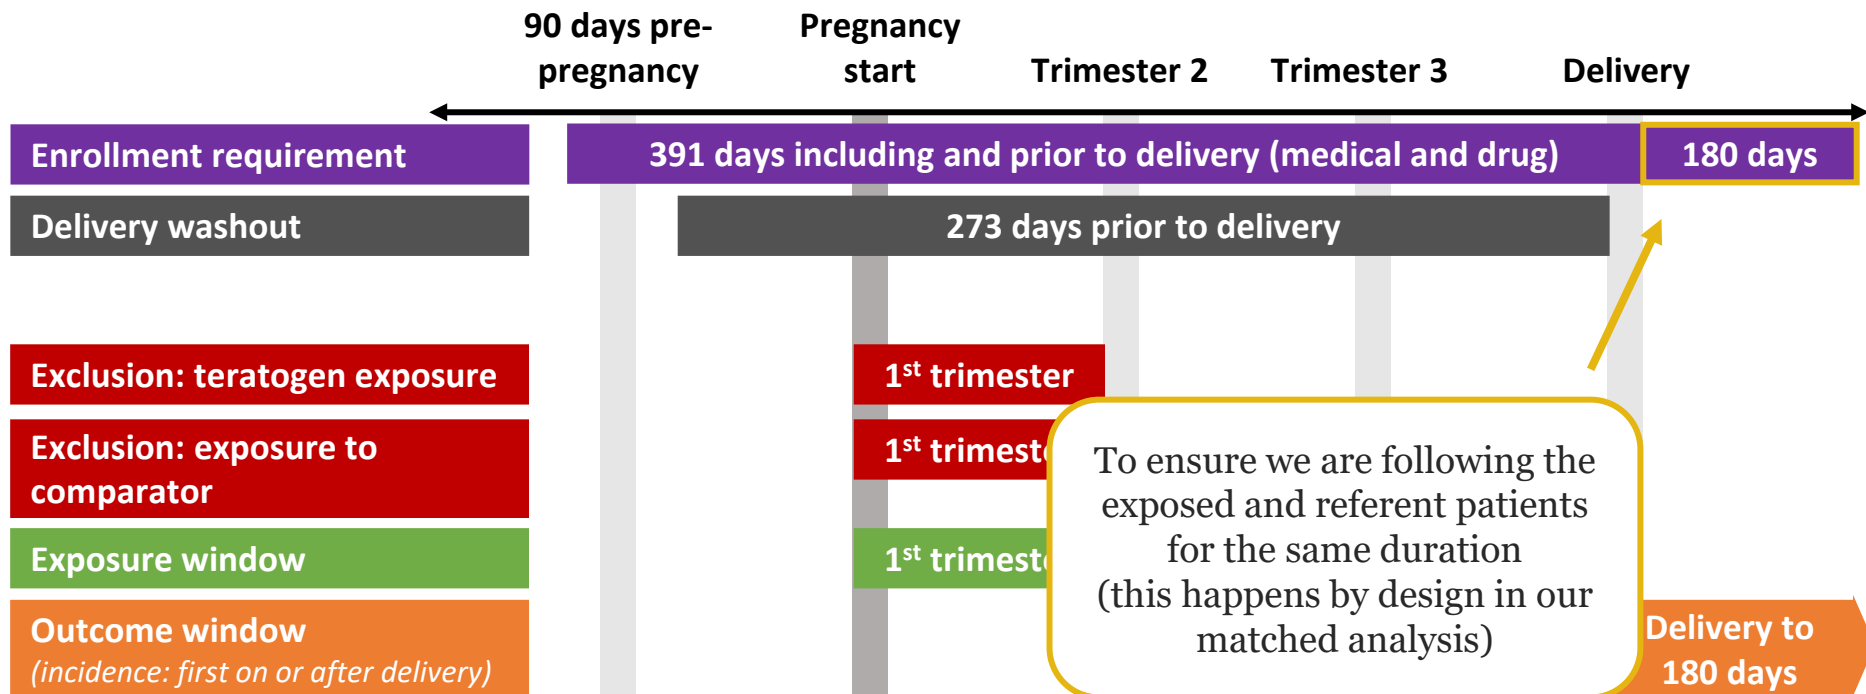 90 days pre-
pregnancy
Pregnancy
start
Trimester 2
Trimester 3
Delivery
Enrollment requirement
391 days including and prior to delivery (medical and drug)
180 days
Delivery washout
273 days prior to delivery
Exclusion: teratogen exposure
1st trimester
Exclusion: exposure to
comparator
1st trimeste
Exposure window
1st trimeste
To ensure we are following the
exposed and referent patients
for the same duration
(this happens by design in our
matched analysis)
Outcome window
(incidence: first on or after delivery)
Delivery to
180 days